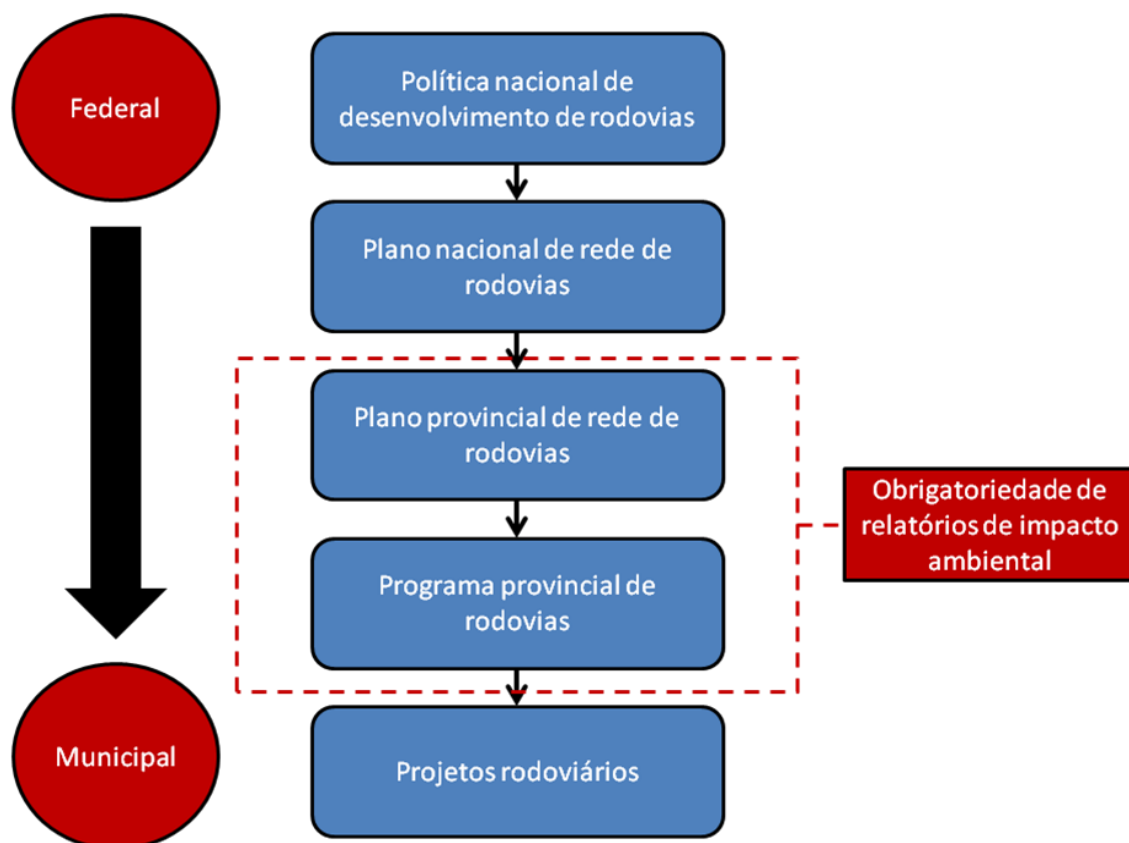 Federal
Política nacional de
desenvolvimento de rodovias
Plano nacional de rede de
rodovias
Plano provincial de rede de
rodovias
Obrigatoriedade de
relatórios de impacto
ambiental
Programa provincial de
rodovias
Municipal
Projetos rodoviários